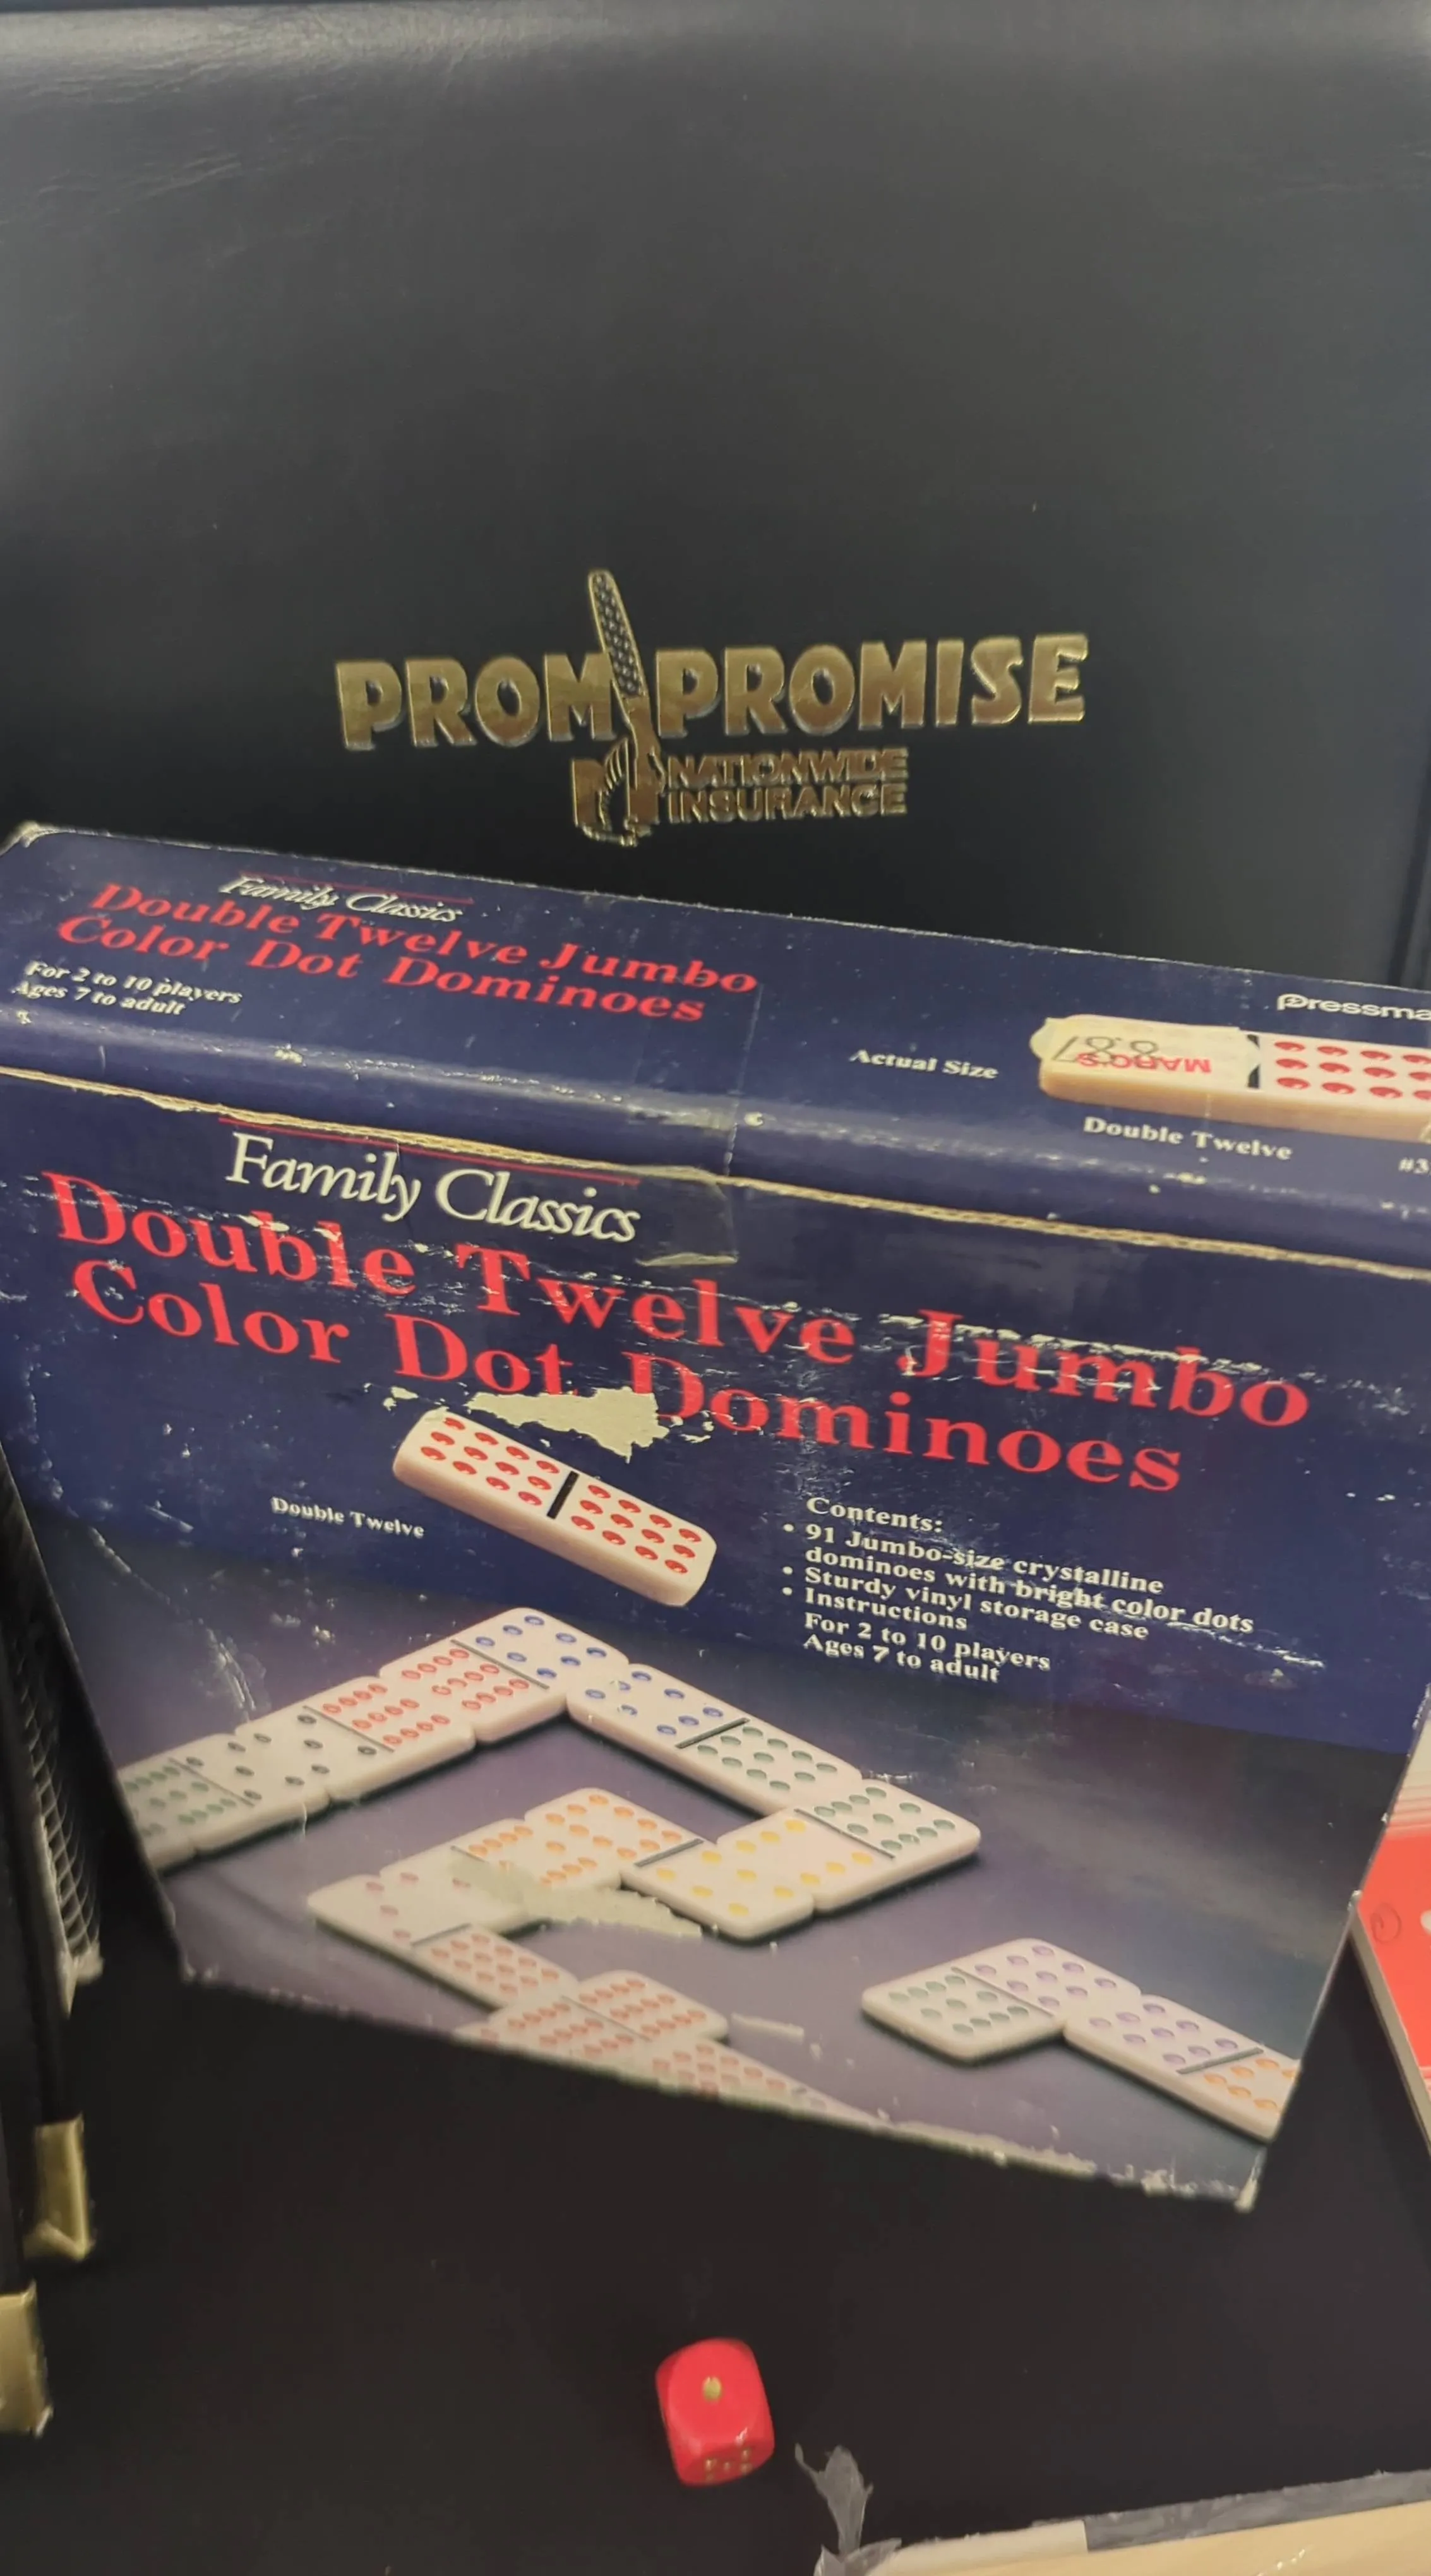 PROM PROMISE
NATIONWIDE
INSURANCE
Family Classics
Double Twelve Jumbo
Color Dot Dominoes
For 2 to 10 players
Ages 7 to adult
Pressma
Actual Size
MARC'S
Double Twelve
#3
Family Classics
Double Twelve Jumbo
Color Dot Dominoes
Double Twelve
Contents:
• 91 Jumbo-size crystalline
dominoes with bright color dots
• Sturdy vinyl storage case
• Instructions
For 2 to 10 players
Ages 7 to adult